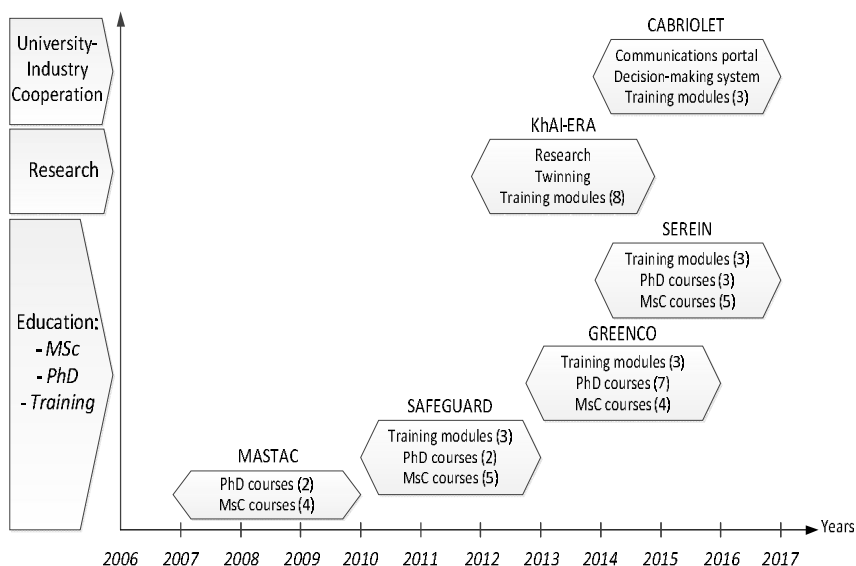 University-
Industry
Cooperation
Research
Education:
- MSc
- PhD
- Training
CABRIOLET
Communications portal
Decision-making system
Training modules (3)
KhAI-ERA
Research
Twinning
Training modules (8)
SEREIN
Training modules (3)
PhD courses (3)
MsC courses (5)
GREENCO
Training modules (3)
PhD courses (7)
MsC courses (4)
SAFEGUARD
Training modules (3)
PhD courses (2)
MsC courses (5)
MASTAC
PhD courses (2)
MsC courses (4)
Years
2006 2007 2008 2009 2010 2011 2012 2013 2014 2015 2016 2017